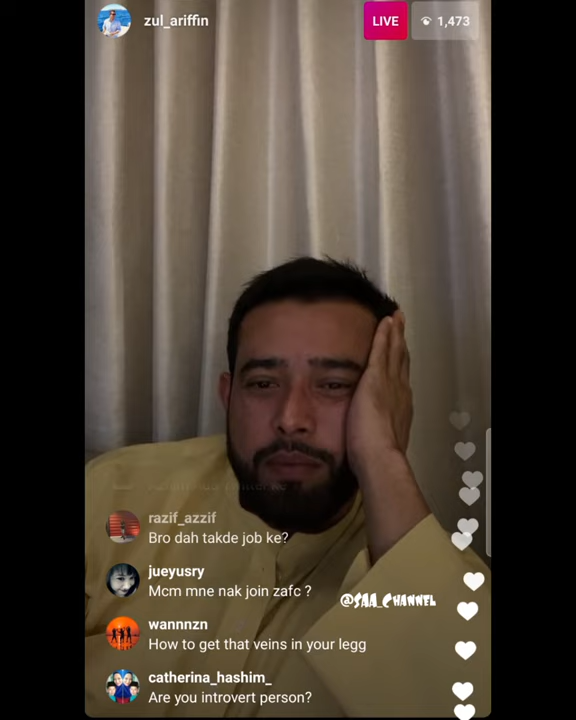 zul_ariffin
LIVE
1,473
razif_azzif
Bro dah takde job ke?
jueyusry
Mcm mne nak join zafc ?
@SAA_CHANNEL
wannnzn
How to get that veins in your legg
catherina_hashim_
Are you introvert person?